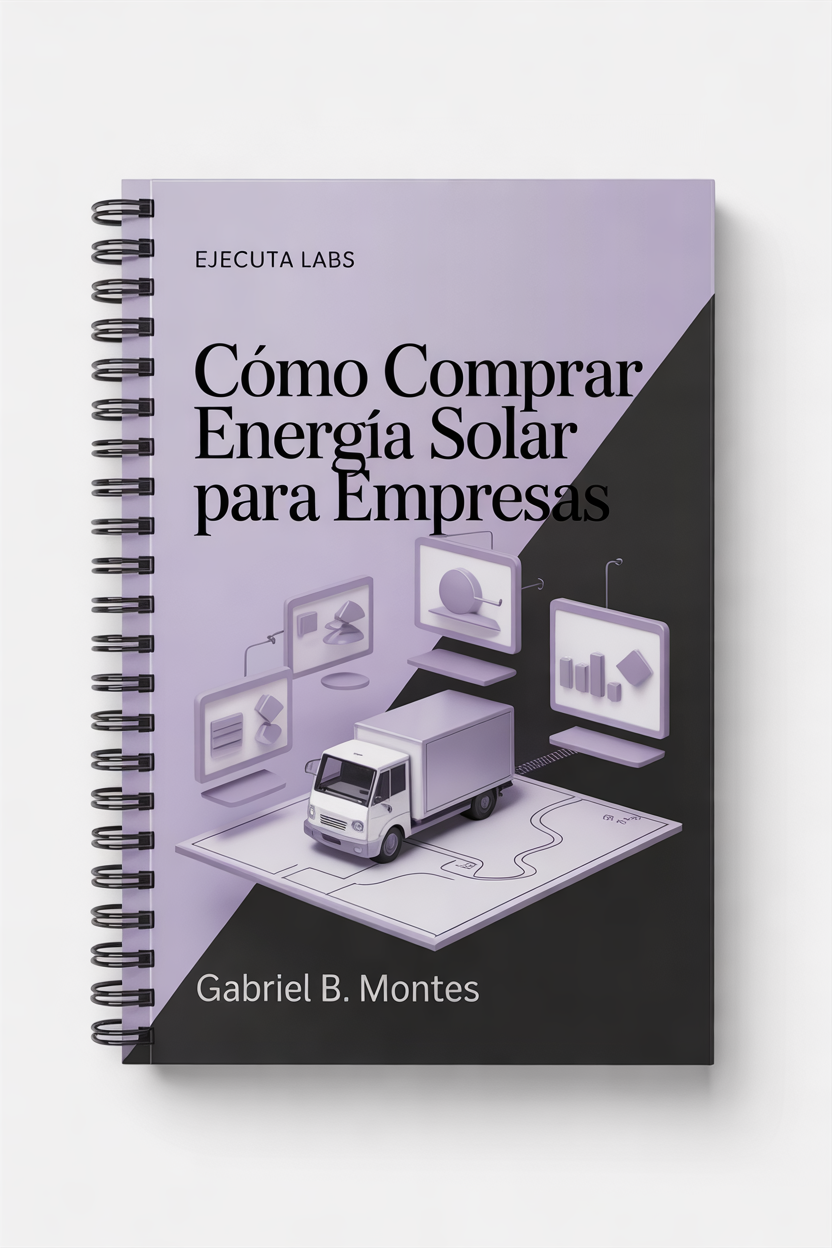 EJECUTA LABS
Cómo Comprar
Energía Solar
para Empresas
Gabriel B. Montes